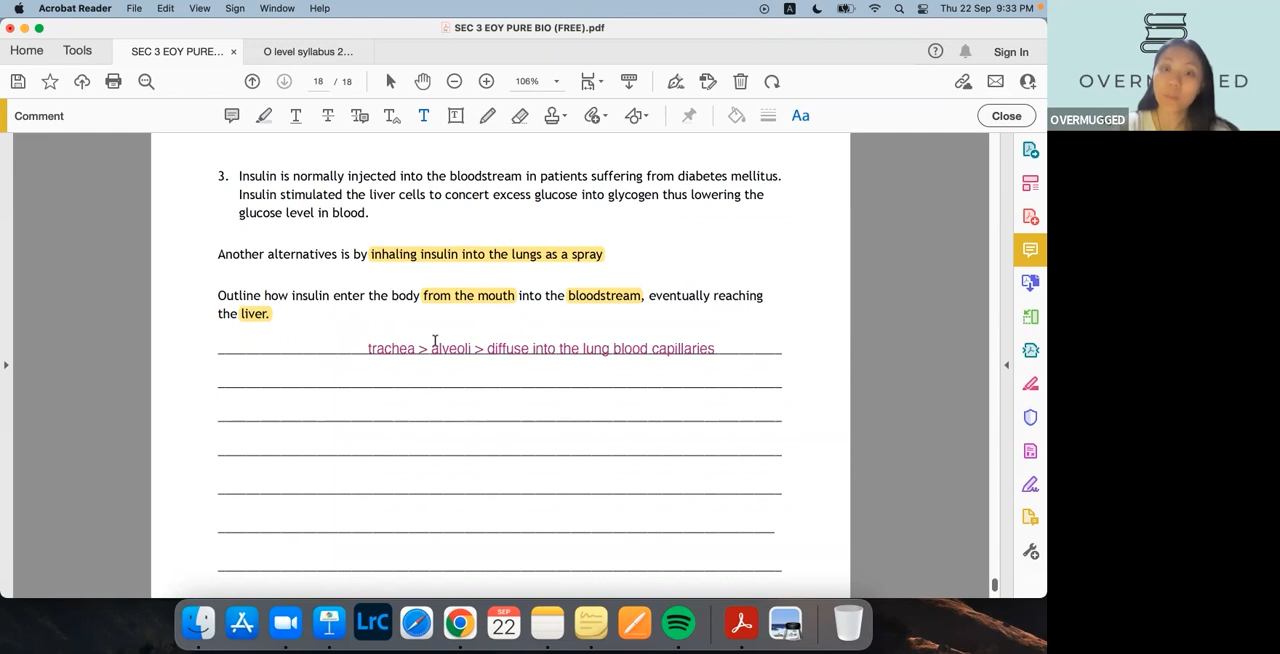 Acrobat Reader File Edit View Sign Window Help A Thu 22 Sep 9:33 PM
SEC 3 EOY PURE BIO (FREE).pdf
Home Tools SEC 3 EOY PURE... × O level syllabus 2... Sign In
18 / 18 106%
Comment Aa Close
OVERMUGGED
OVERMUGGED
3. Insulin is normally injected into the bloodstream in patients suffering from diabetes mellitus.
Insulin stimulated the liver cells to concert excess glucose into glycogen thus lowering the
glucose level in blood.
Another alternatives is by inhaling insulin into the lungs as a spray
Outline how insulin enter the body from the mouth into the bloodstream, eventually reaching
the liver.
trachea > alveoli > diffuse into the lung blood capillaries
LrC
SEP
22